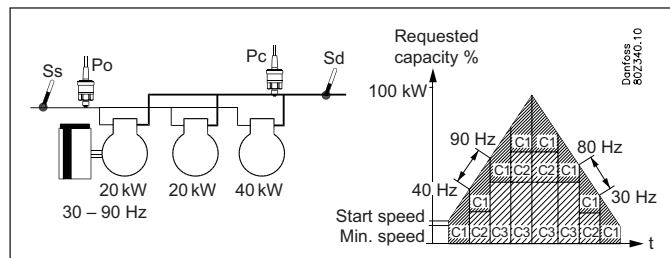 Ss
Po
Pc
Sd
20 kW
20 kW
40 kW
30 – 90 Hz
Requested
capacity %
100 kW
90 Hz
40 Hz
80 Hz
30 Hz
Start speed
Min. speed
C1 C1
C1 C2 C2 C1
C1 C1
C1 C2 C3 C3 C3 C3 C2 C1
t
Danfoss
80Z340.10